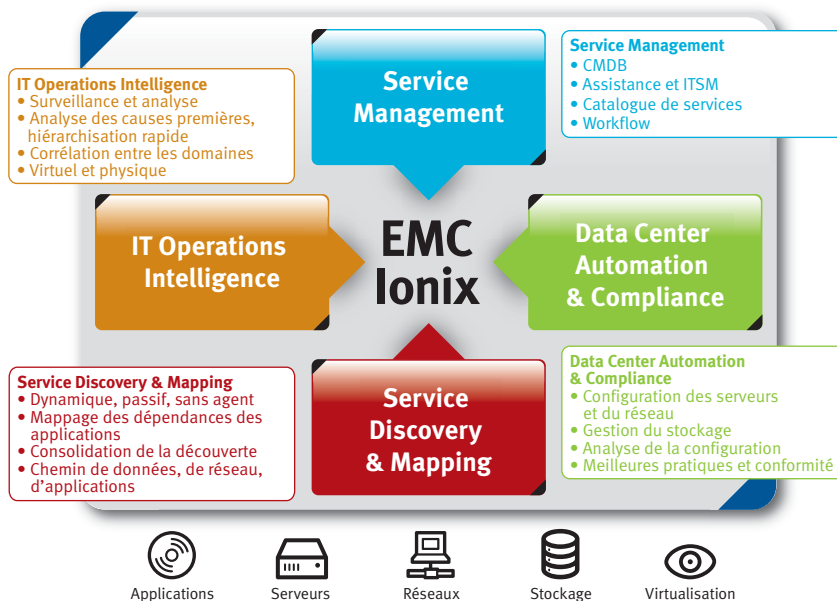 Service
Management
Service Management
• CMDB
• Assistance et ITSM
• Catalogue de services
• Workflow
IT Operations Intelligence
• Surveillance et analyse
• Analyse des causes premières,
hiérarchisation rapide
• Corrélation entre les domaines
• Virtuel et physique
IT Operations
Intelligence
EMC
Ionix
Data Center
Automation
& Compliance
Service Discovery & Mapping
• Dynamique, passif, sans agent
• Mappage des dépendances des
applications
• Consolidation de la découverte
• Chemin de données, de réseau,
d’applications
Service
Discovery
& Mapping
Data Center Automation
& Compliance
• Configuration des serveurs
et du réseau
• Gestion du stockage
• Analyse de la configuration
• Meilleures pratiques et conformité
Applications
Serveurs
Réseaux
Stockage
Virtualisation